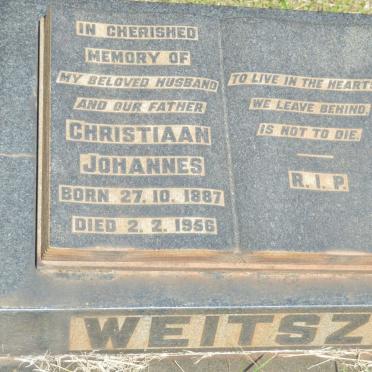 IN CHERISHED
MEMORY OF
MY BELOVED HUSBAND
AND OUR FATHER
CHRISTIAAN
JOHANNES
BORN 27.10.1887
DIED 2.2.1956
TO LIVE IN THE HEARTS
WE LEAVE BEHIND,
IS NOT TO DIE.
R.I.P.
WEITSZ